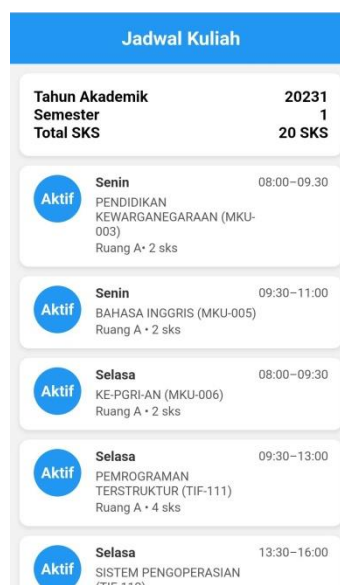 Jadwal Kuliah
Tahun Akademik 20231
Semester 1
Total SKS 20 SKS
Aktif
Senin 08:00–09.30
PENDIDIKAN
KEWARGANEGARAAN (MKU-
003)
Ruang A• 2 sks
Aktif
Senin 09:30–11:00
BAHASA INGGRIS (MKU-005)
Ruang A • 2 sks
Aktif
Selasa 08:00–09:30
KE-PGRI-AN (MKU-006)
Ruang A • 2 sks
Aktif
Selasa 09:30–13:00
PEMROGRAMAN
TERSTRUKTUR (TIF-111)
Ruang A • 4 sks
Aktif
Selasa 13:30–16:00
SISTEM PENGOPERASIAN